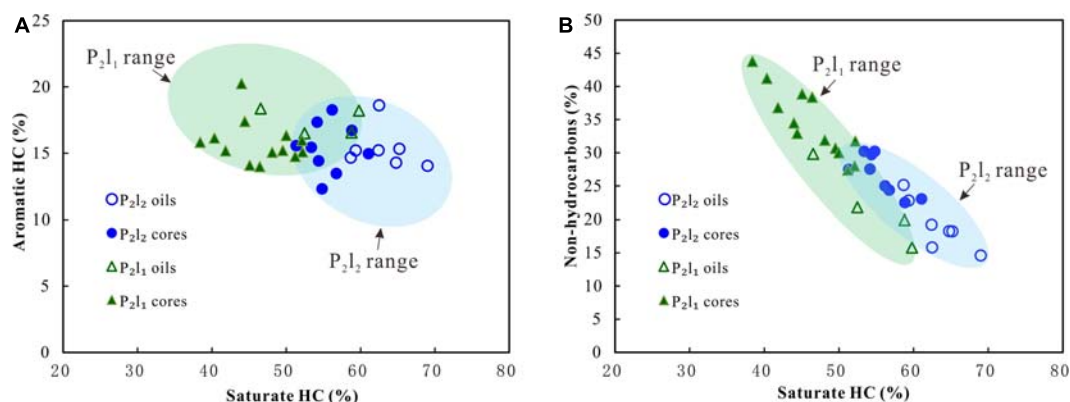 A
25
20
15
10
5
0
Aromatic HC (%)
P₂l₁ range
P₂l₂ range
P₂l₂ oils
P₂l₂ cores
P₂l₁ oils
P₂l₁ cores
20 30 40 50 60 70 80
Saturate HC (%)
B
50
45
40
35
30
25
20
15
10
5
0
Non-hydrocarbons (%)
P₂l₁ range
P₂l₂ range
P₂l₂ oils
P₂l₂ cores
P₂l₁ oils
P₂l₁ cores
20 30 40 50 60 70 80
Saturate HC (%)